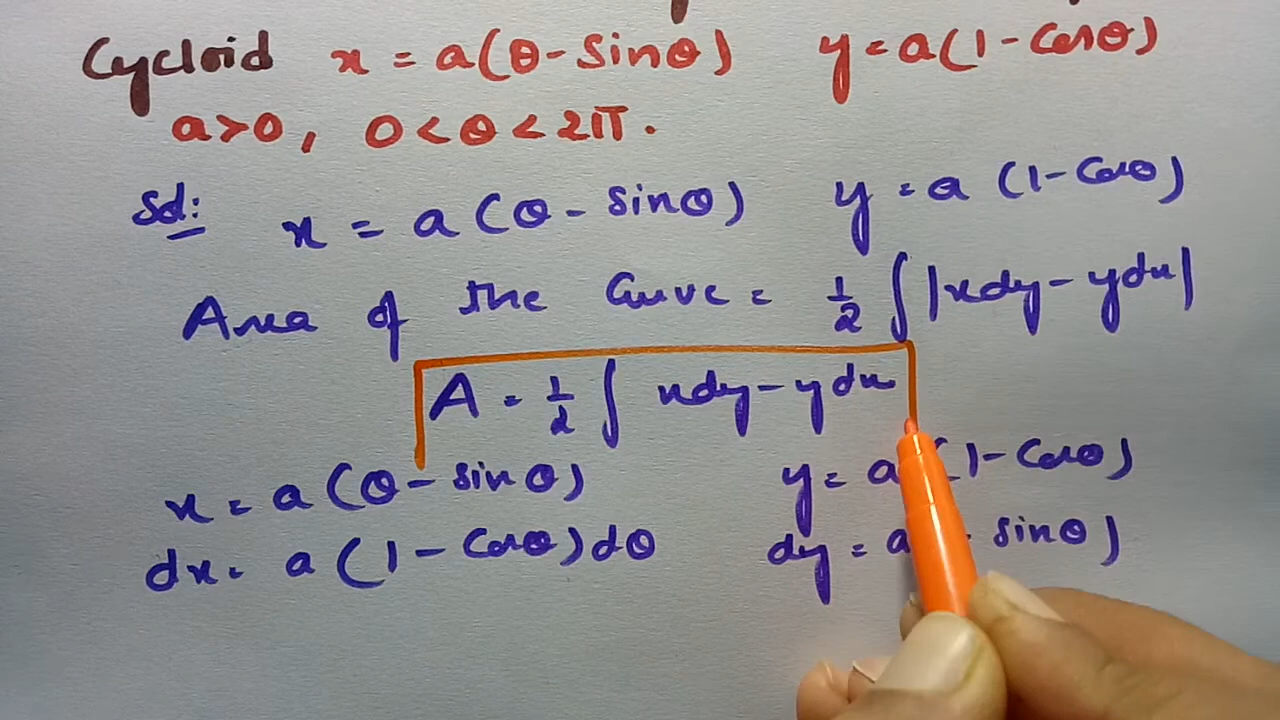 Cycloid x = a(θ - sinθ) y = a(1 - Cosθ)
a > 0, 0 < θ < 2π.
Sol: x = a(θ - sinθ) y = a(1 - Cosθ)
Area of the Curve = 1/2 ∫ |xdy - ydx|
A = 1/2 ∫ xdy - ydx
x = a(θ - sinθ) y = a(1 - Cosθ)
dx = a(1 - Cosθ)dθ dy = a sinθ)